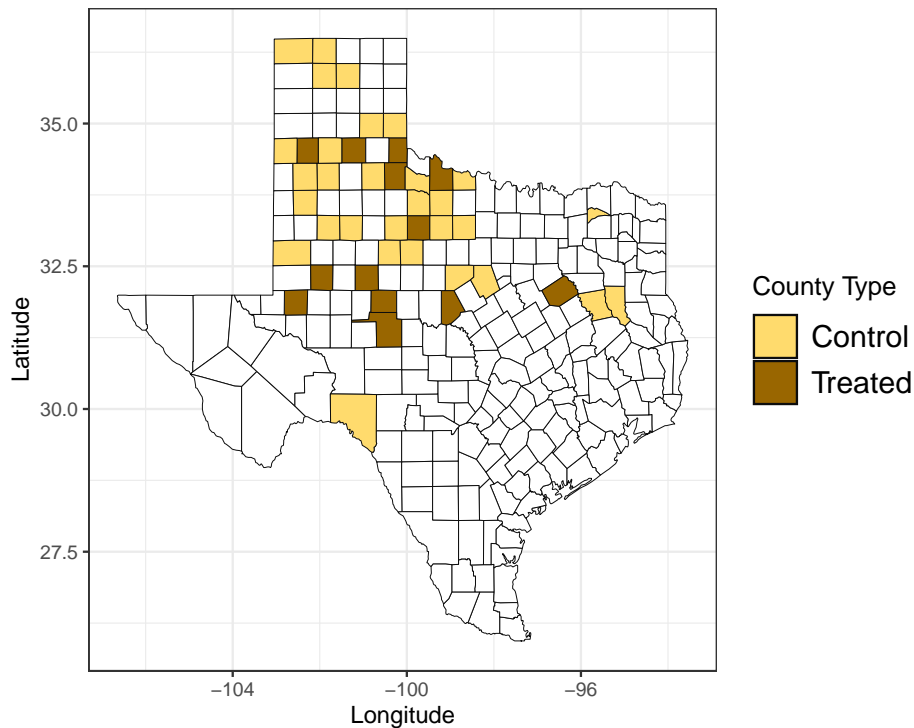 35.0
32.5
30.0
27.5
−104
−100
−96
Longitude
Latitude
County Type
Control
Treated